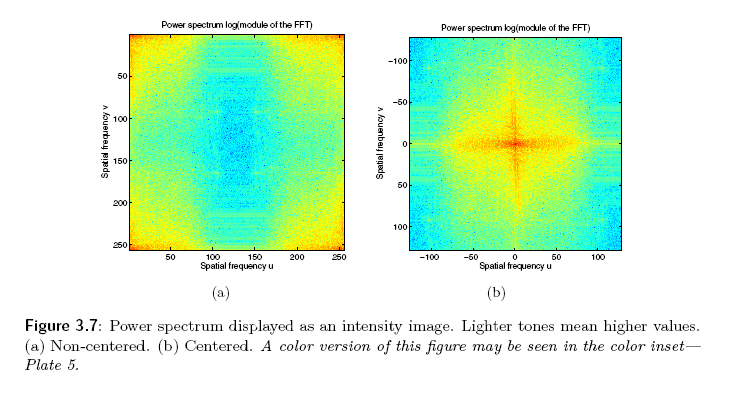 Power spectrum log(module of the FFT)
Spatial frequency v
50
100
150
200
250
50 100 150 200 250
Spatial frequency u
(a)
Power spectrum log(module of the FFT)
Spatial frequency v
−100
−50
0
50
100
−100 −50 0 50 100
Spatial frequency u
(b)
Figure 3.7: Power spectrum displayed as an intensity image. Lighter tones mean higher values.
(a) Non-centered. (b) Centered. A color version of this figure may be seen in the color inset—
Plate 5.